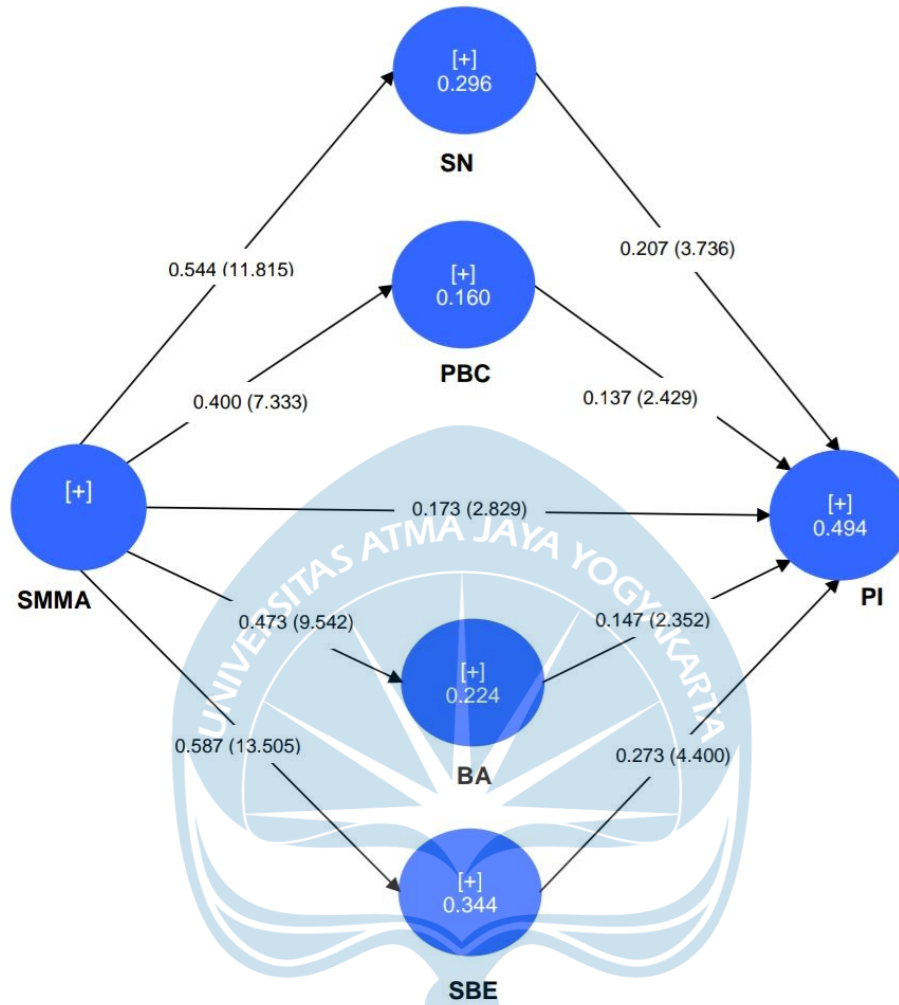 [+]
0.296
SN
0.544 (11.815)
0.207 (3.736)
[+]
0.160
PBC
0.400 (7.333)
0.137 (2.429)
[+]
SMMA
0.173 (2.829)
[+]
0.494
PI
UNIVERSITAS ATMA JAYA YOGYAKARTA
0.473 (9.542)
0.147 (2.352)
[+]
0.224
BA
0.587 (13.505)
0.273 (4.400)
[+]
0.344
SBE